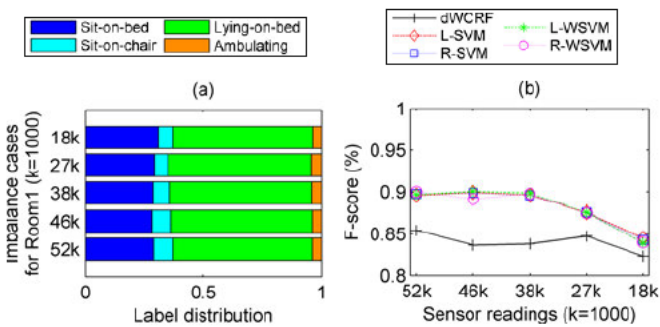 Sit-on-bed
Lying-on-bed
Sit-on-chair
Ambulating
(a)
Imbalance cases
for Room1 (k=1000)
18k
27k
38k
46k
52k
0
0.5
1
Label distribution
dWCRF
L-SVM
R-SVM
L-WSVM
R-WSVM
(b)
F-score (%)
1
0.95
0.9
0.85
0.8
52k
46k
38k
27k
18k
Sensor readings (k=1000)